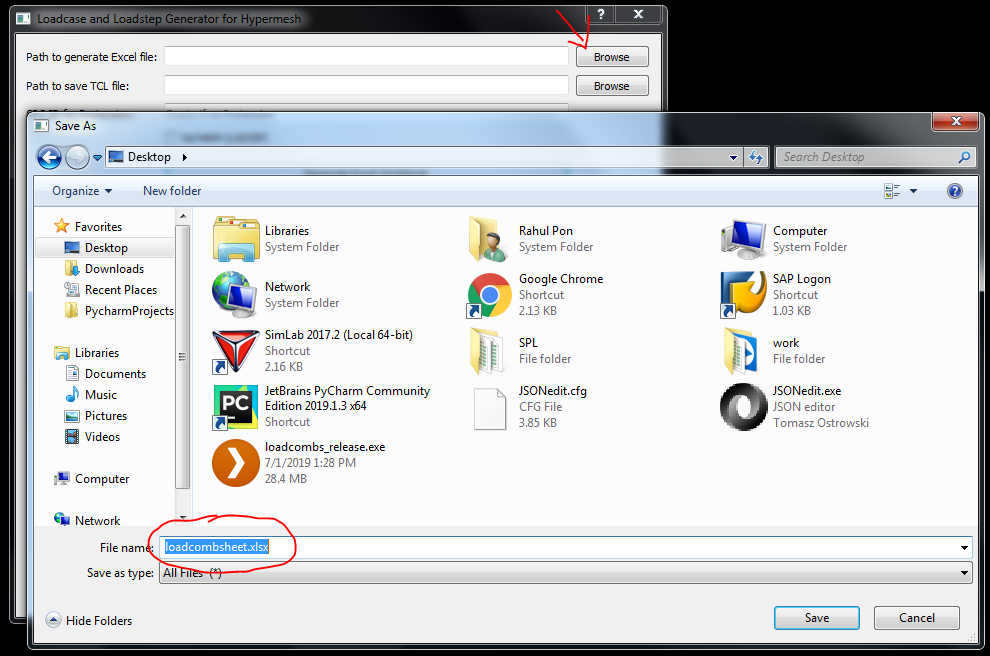 Loadcase and Loadstep Generator for Hypermesh
Path to generate Excel file: Browse
Path to save TCL file: Browse
Save As
Desktop
Search Desktop
Organize New folder
Favorites
Desktop
Downloads
Recent Places
PycharmProjects
Libraries
Documents
Music
Pictures
Videos
Computer
Network
Libraries
System Folder
Rahul Pon
System Folder
Computer
System Folder
Network
System Folder
Google Chrome
Shortcut
2.13 KB
SAP Logon
Shortcut
1.03 KB
SimLab 2017.2 (Local 64-bit)
Shortcut
2.16 KB
SPL
File folder
work
File folder
JetBrains PyCharm Community
Edition 2019.1.3 x64
Shortcut
PC
JSONedit.cfg
CFG File
3.85 KB
JSONedit.exe
JSON editor
Tomasz Ostrowski
loadcombs_release.exe
7/1/2019 1:28 PM
28.4 MB
File name: loadcombsheet.xlsx
Save as type: All Files (*)
Hide Folders
Save Cancel